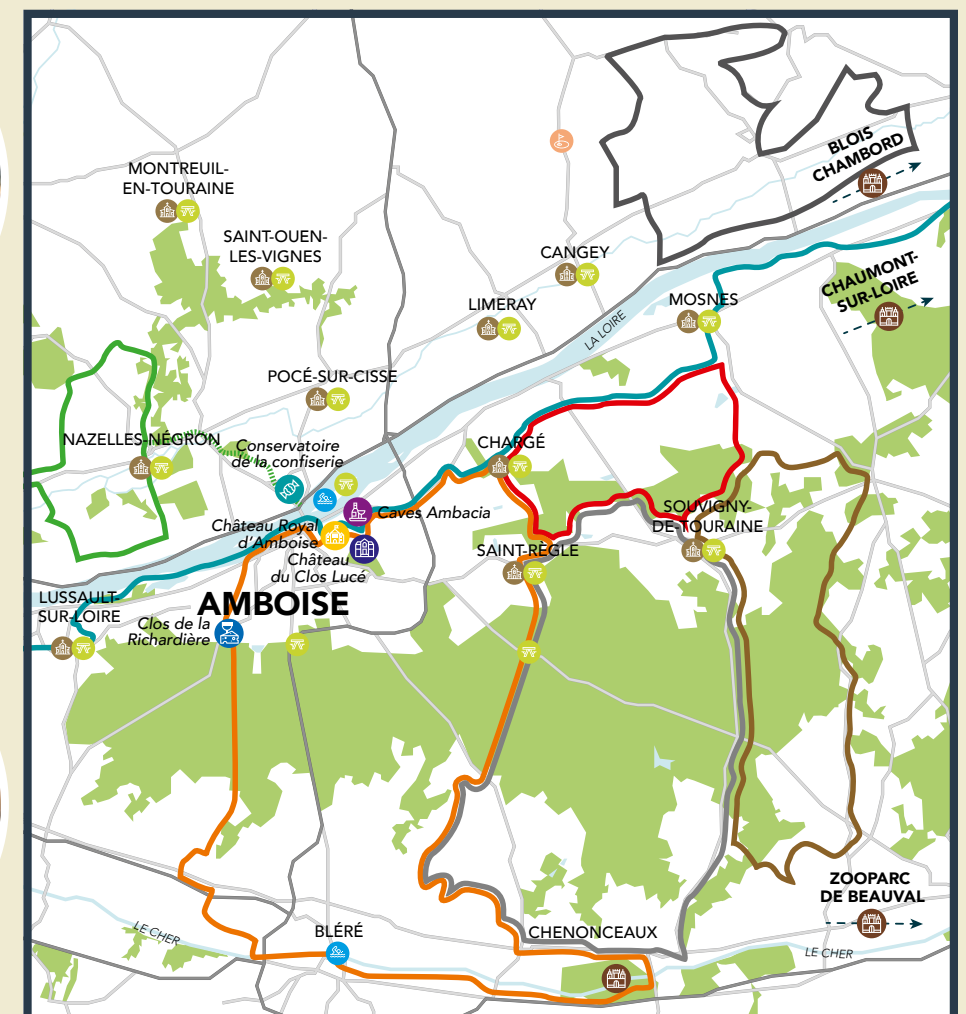 BLOIS
CHAMBORD
MONTREUIL-
EN-TOURAINE
SAINT-OUEN-
LES-VIGNES
CANGEY
CHAUMONT-
SUR-LOIRE
LIMERAY
MOSNES
LA LOIRE
POCÉ-SUR-CISSE
NAZELLES-NÉGRON
Conservatoire
de la confiserie
CHARGÉ
Caves Ambacia
SOUVIGNY-
DE-TOURAINE
Château Royal
d'Amboise
Château
du Clos Lucé
SAINT-RÈGLE
LUSSAULT-
SUR-LOIRE
AMBOISE
Clos de la
Richardière
ZOOPARC
DE BEAUVAL
LE CHER
BLÉRÉ
CHENONCEAUX
LE CHER